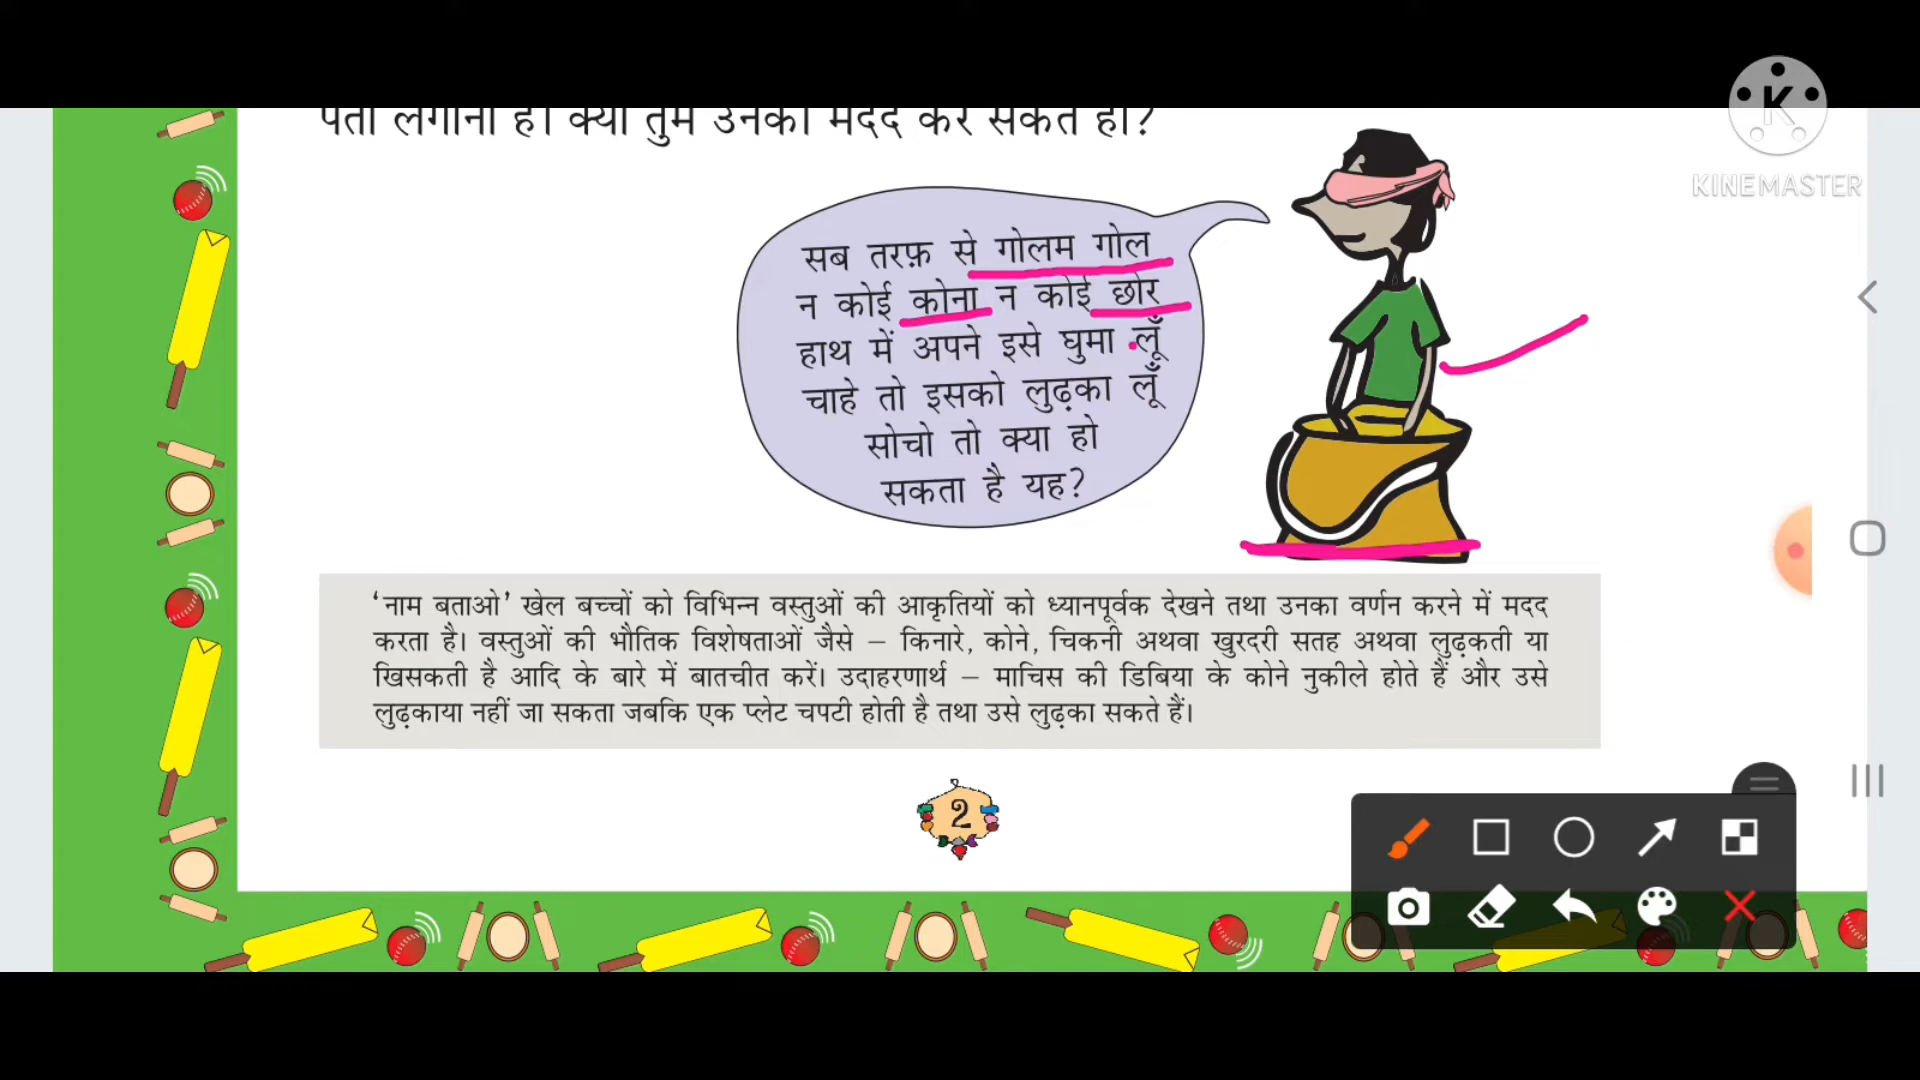 पता लगाना है। क्या तुम उनकी मदद कर सकते हो?
KINEMASTER
सब तरफ़ से गोलम गोल
न कोई कोना न कोई छोर
हाथ में अपने इसे घुमा लूँ
चाहे तो इसको लुढ़का लूँ
सोचो तो क्या हो
सकता है यह?
‘नाम बताओ’ खेल बच्चों को विभिन्न वस्तुओं की आकृतियों को ध्यानपूर्वक देखने तथा उनका वर्णन करने में मदद
करता है। वस्तुओं की भौतिक विशेषताओं जैसे – किनारे, कोने, चिकनी अथवा खुरदरी सतह अथवा लुढ़कती या
खिसकती है आदि के बारे में बातचीत करें। उदाहरणार्थ – माचिस की डिबिया के कोने नुकीले होते हैं और उसे
लुढ़काया नहीं जा सकता जबकि एक प्लेट चपटी होती है तथा उसे लुढ़का सकते हैं।
2